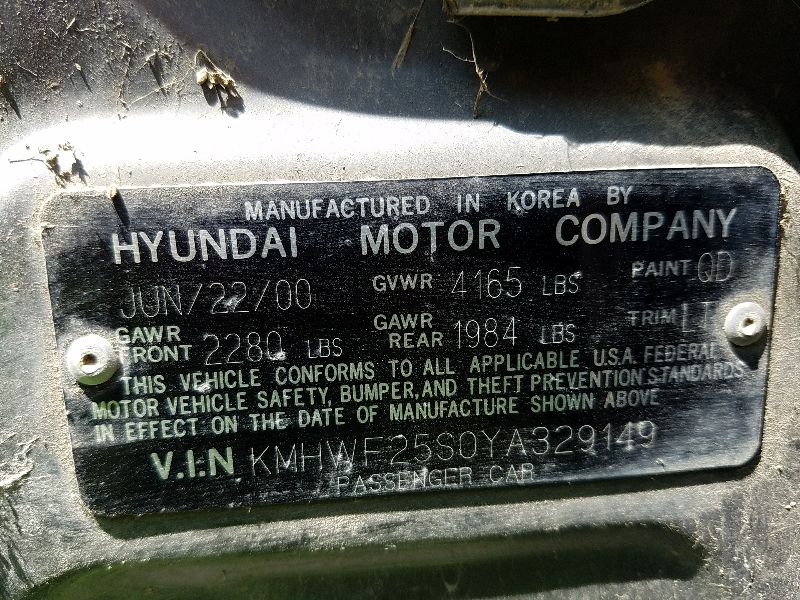 MANUFACTURED IN KOREA BY
HYUNDAI MOTOR COMPANY
JUN/22/00 GVWR 4165 LBS PAINT QD
GAWR FRONT 2280 LBS GAWR REAR 1984 LBS TRIM LT
THIS VEHICLE CONFORMS TO ALL APPLICABLE U.S.A. FEDERAL
MOTOR VEHICLE SAFETY, BUMPER, AND THEFT PREVENTION STANDARDS
IN EFFECT ON THE DATE OF MANUFACTURE SHOWN ABOVE
V.I.N KMHWF25S0YA329149
PASSENGER CAR